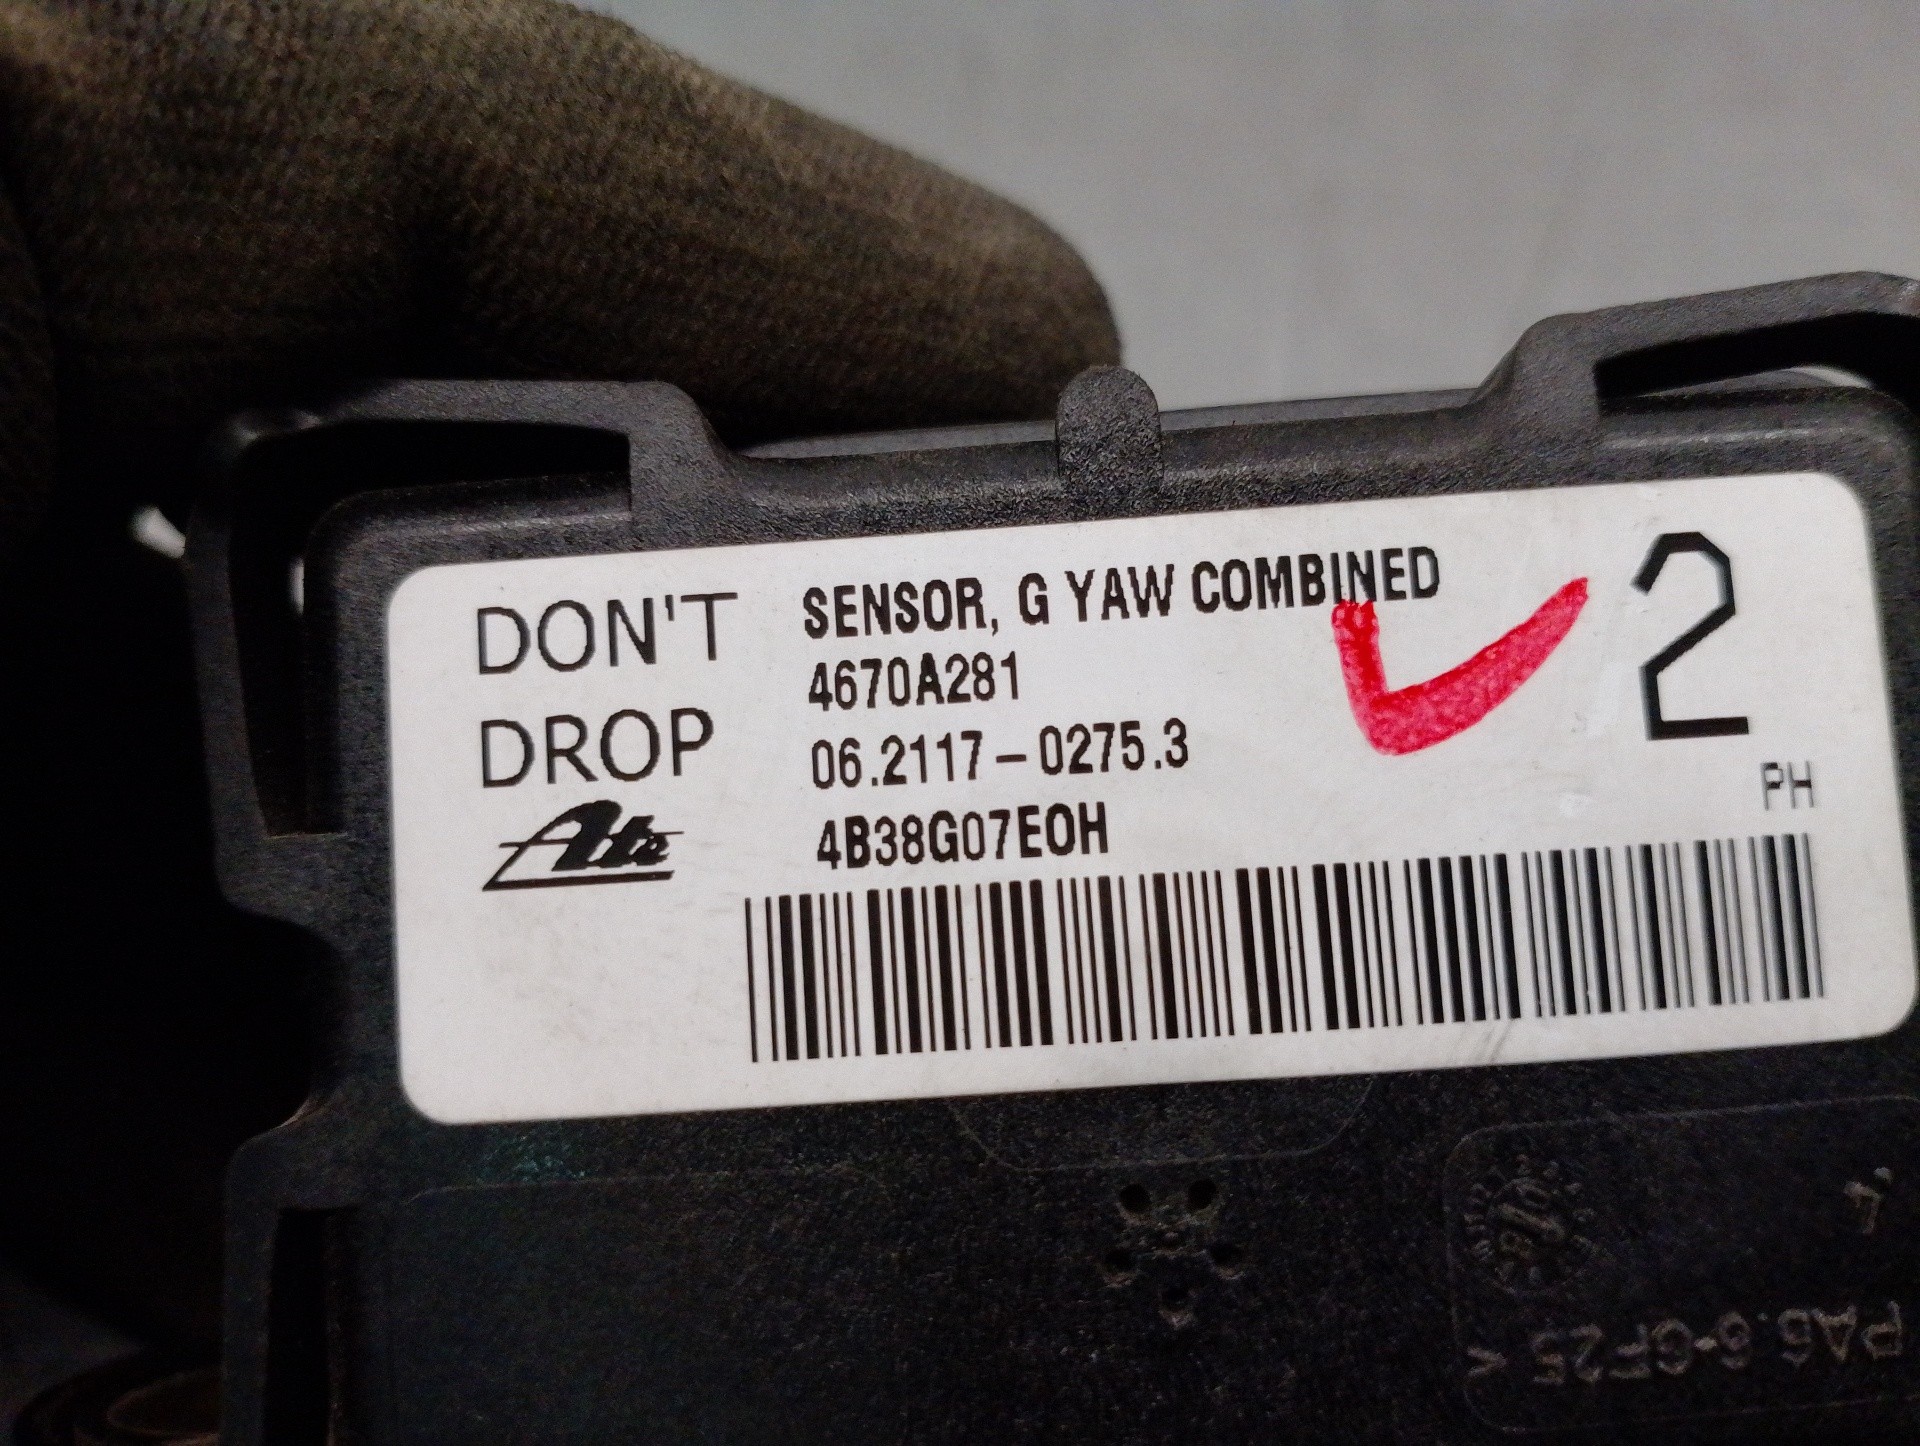 DON'T
DROP
Ate
SENSOR, G YAW COMBINED
4670A281
06.2117-0275.3
4B38G07EOH
2
PH
PA6.6-GF25 <